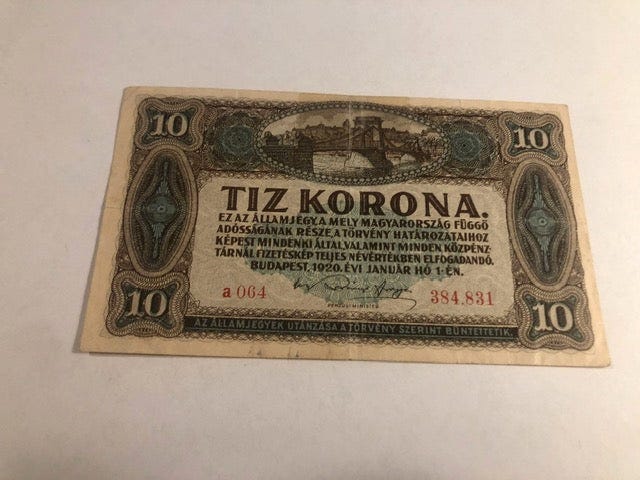 10 10
TIZ KORONA.
EZ AZ ÁLLAMJEGY, A MELY MAGYARORSZÁG FÜGGŐ
ADÓSSÁGÁNAK RÉSZE, A TÖRVÉNY HATÁROZATAIHOZ
KÉPEST MINDENKI ÁLTAL, VALAMINT MINDEN KÖZPÉNZ-
TÁRNÁL FIZETÉSKÉP TELJES NÉVÉRTÉKBEN ELFOGADANDÓ.
BUDAPEST, 1920. ÉVI JANUÁR HÓ 1-ÉN.
a 064 384.831
PÉNZÜGYMINISTER
10 10
AZ ÁLLAMJEGYEK UTÁNZÁSA A TÖRVÉNY SZERINT BÜNTETTETIK.